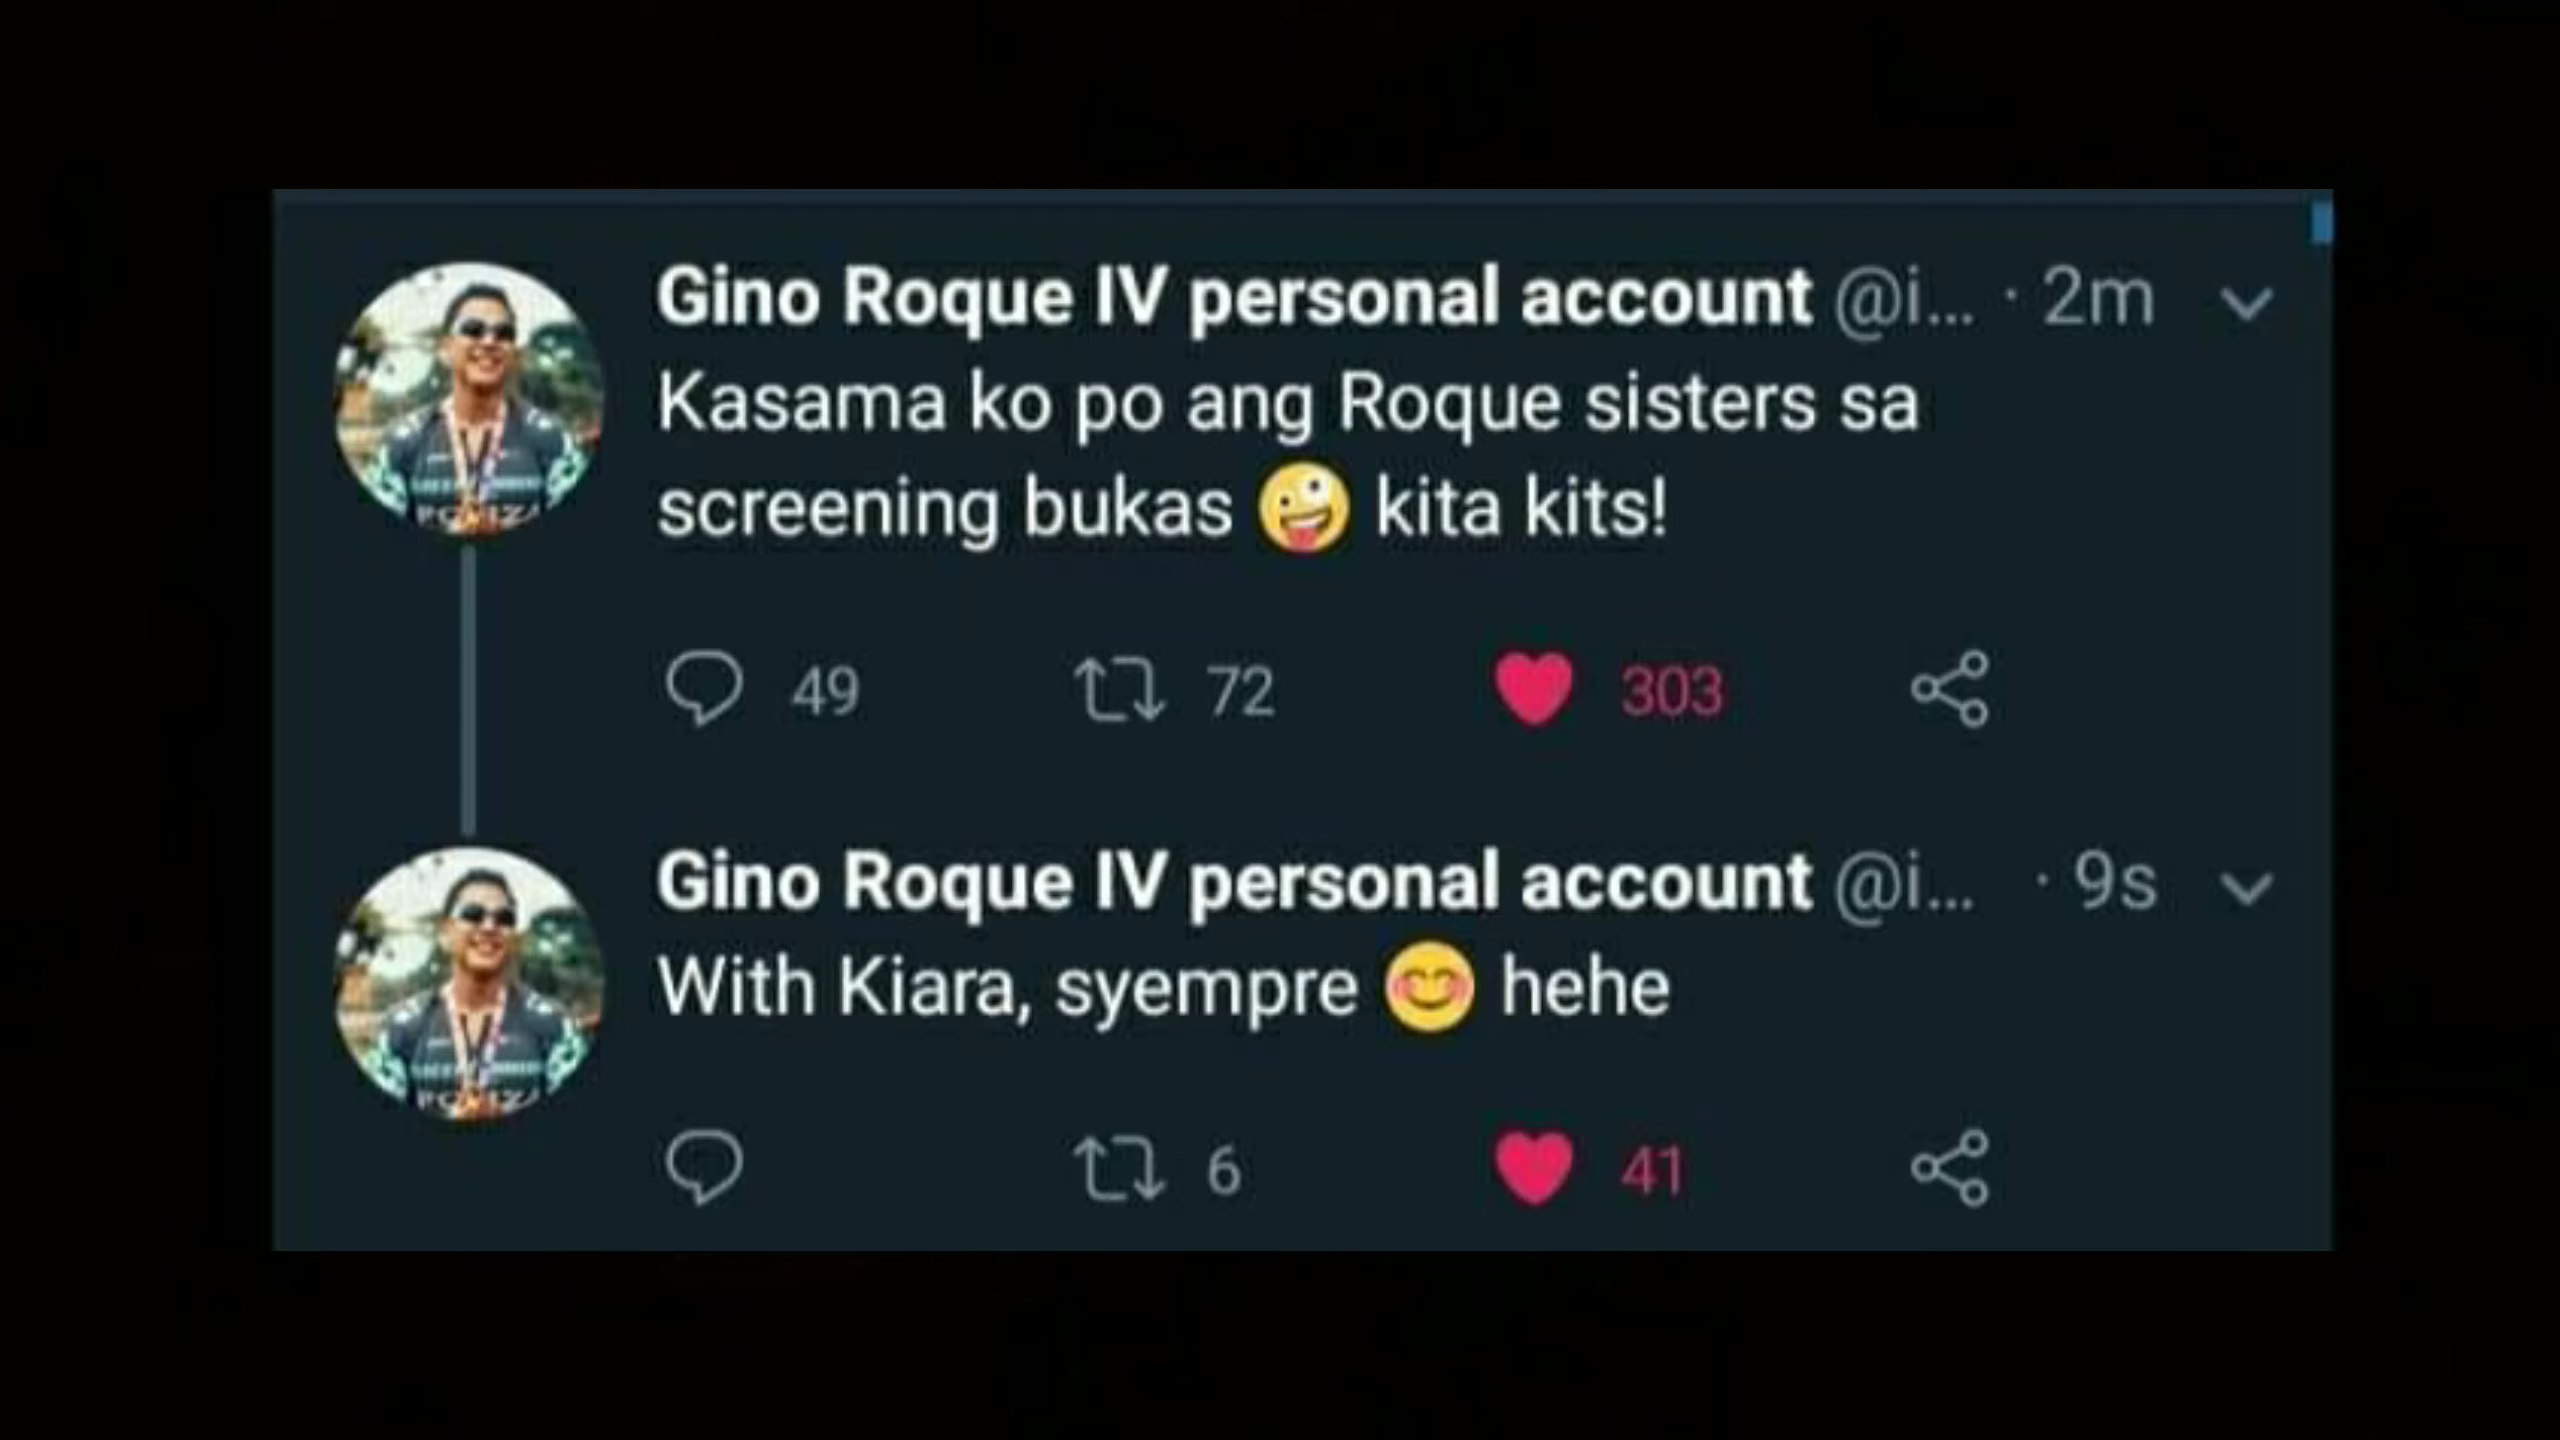 Gino Roque IV personal account @i... · 2m
Kasama ko po ang Roque sisters sa
screening bukas 🤪 kita kits!
49 72 303
Gino Roque IV personal account @i... · 9s
With Kiara, syempre 😊 hehe
6 41